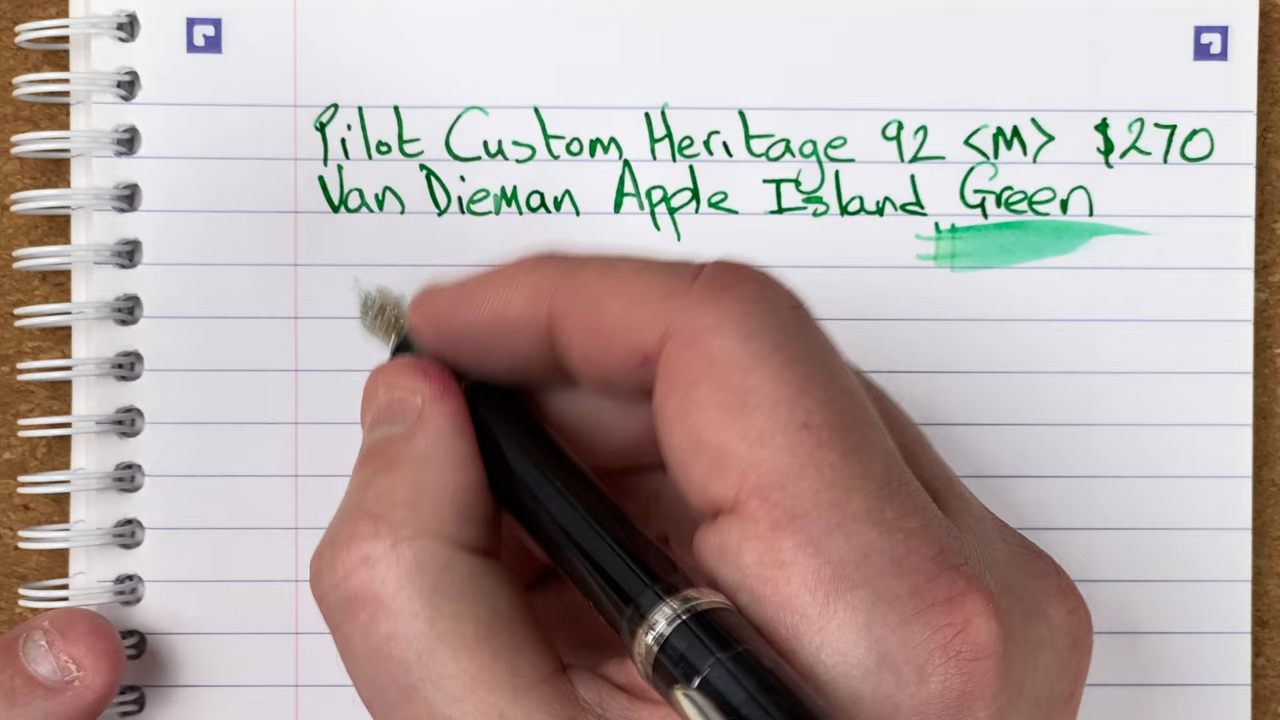 Pilot Custom Heritage 92 <M> $270
Van Dieman Apple Island Green